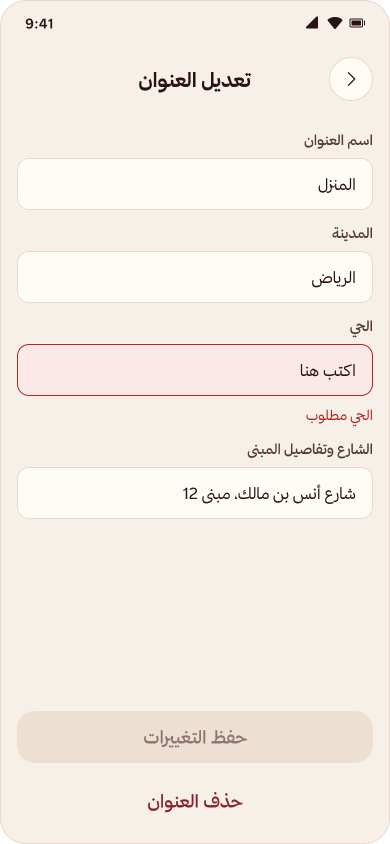 9:41
تعديل العنوان
اسم العنوان
المنزل
المدينة
الرياض
الحي
اكتب هنا
الحي مطلوب
الشارع وتفاصيل المبنى
شارع أنس بن مالك، مبنى 12
حفظ التغييرات
حذف العنوان